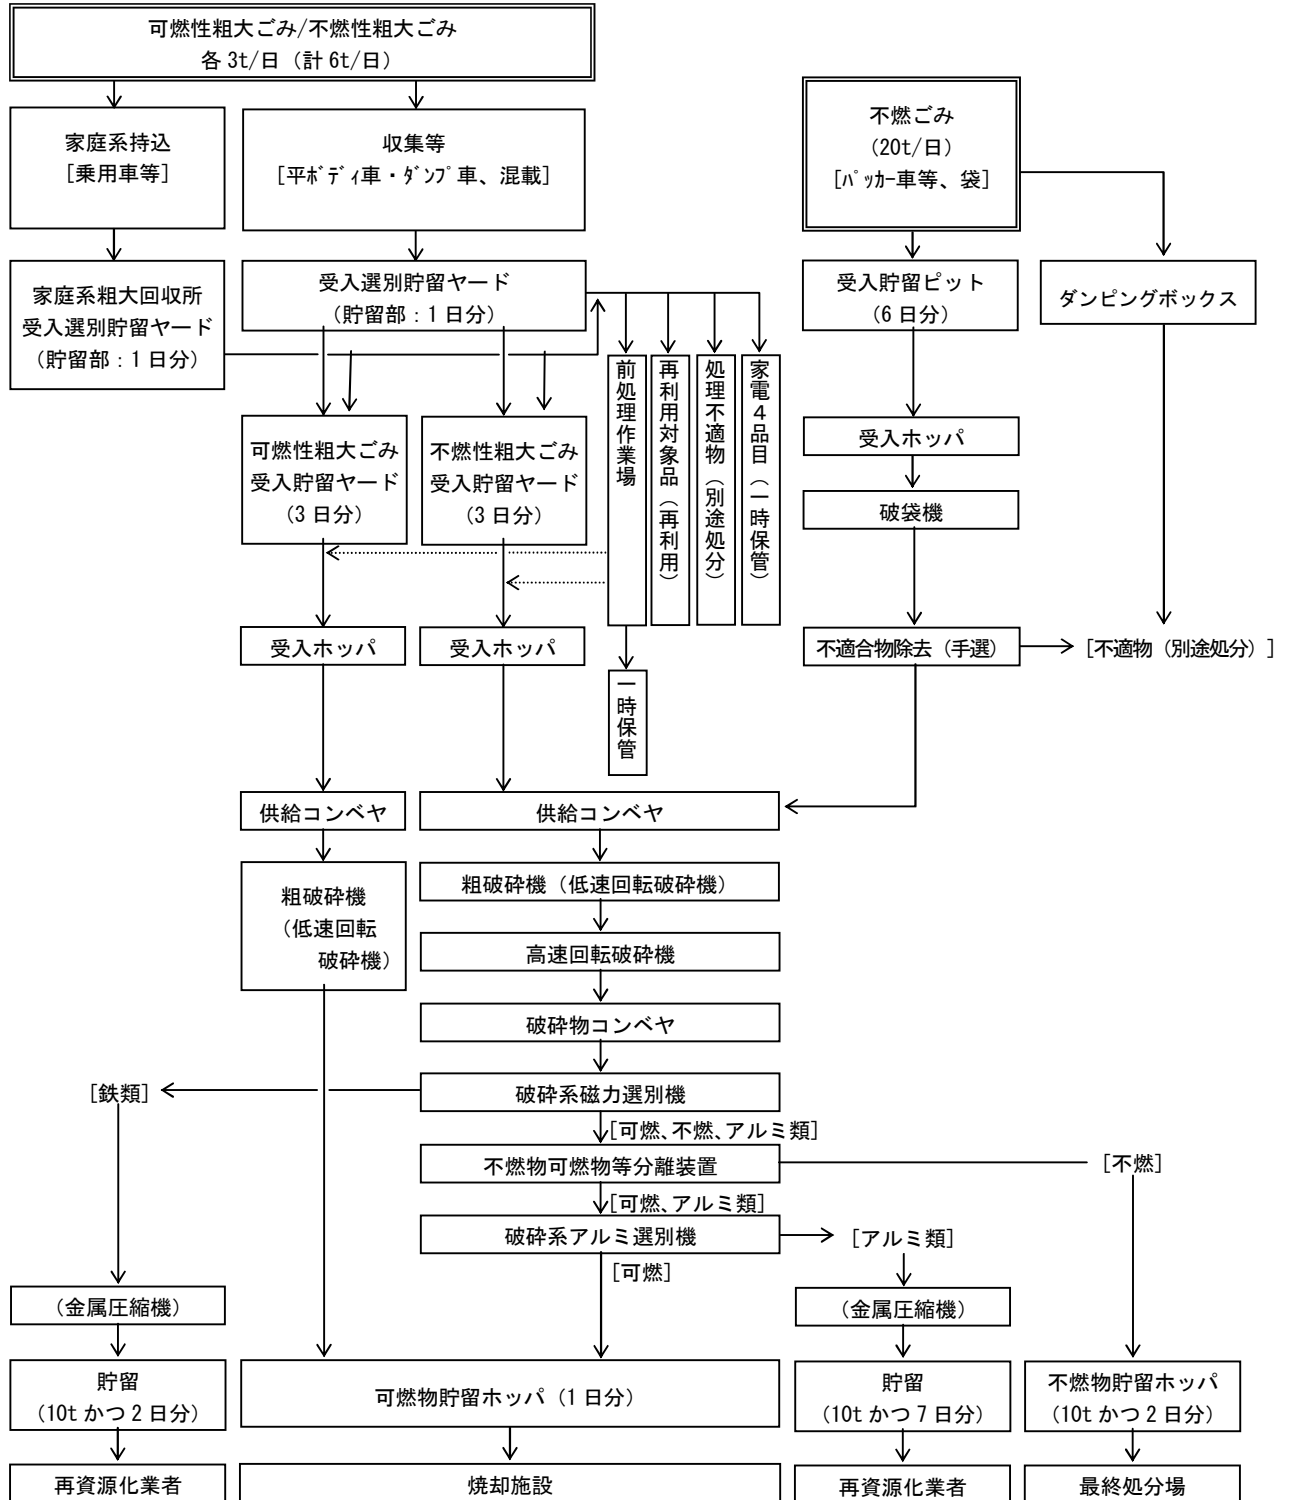 可燃性粗大ごみ/不燃性粗大ごみ
各 3t/日（計 6t/日）
家庭系持込
[乗用車等]
収集等
[平ﾎﾞﾃﾞｨ車・ﾀﾞﾝﾌﾟ車、混載]
不燃ごみ
(20t/日)
[ﾊﾟｯｶｰ車等、袋]
家庭系粗大回収所
受入選別貯留ヤード
(貯留部：1 日分)
受入選別貯留ヤード
(貯留部：1 日分)
受入貯留ピット
(6 日分)
ダンピングボックス
前処理作業場
再利用対象品（再利用）
処理不適物（別途処分）
家電４品目（一時保管）
可燃性粗大ごみ
受入貯留ヤード
(3 日分)
不燃性粗大ごみ
受入貯留ヤード
(3 日分)
受入ホッパ
破袋機
受入ホッパ
受入ホッパ
不適合物除去（手選）
[不適物（別途処分）]
一時保管
供給コンベヤ
供給コンベヤ
粗破砕機
（低速回転
破砕機）
粗破砕機（低速回転破砕機）
高速回転破砕機
破砕物コンベヤ
[鉄類]
破砕系磁力選別機
[可燃、不燃、アルミ類]
不燃物可燃物等分離装置
[不燃]
[可燃、アルミ類]
破砕系アルミ選別機
[アルミ類]
[可燃]
（金属圧縮機）
（金属圧縮機）
貯留
(10t かつ 2 日分)
可燃物貯留ホッパ（1 日分）
貯留
(10t かつ 7 日分)
不燃物貯留ホッパ
(10t かつ 2 日分)
再資源化業者
焼却施設
再資源化業者
最終処分場